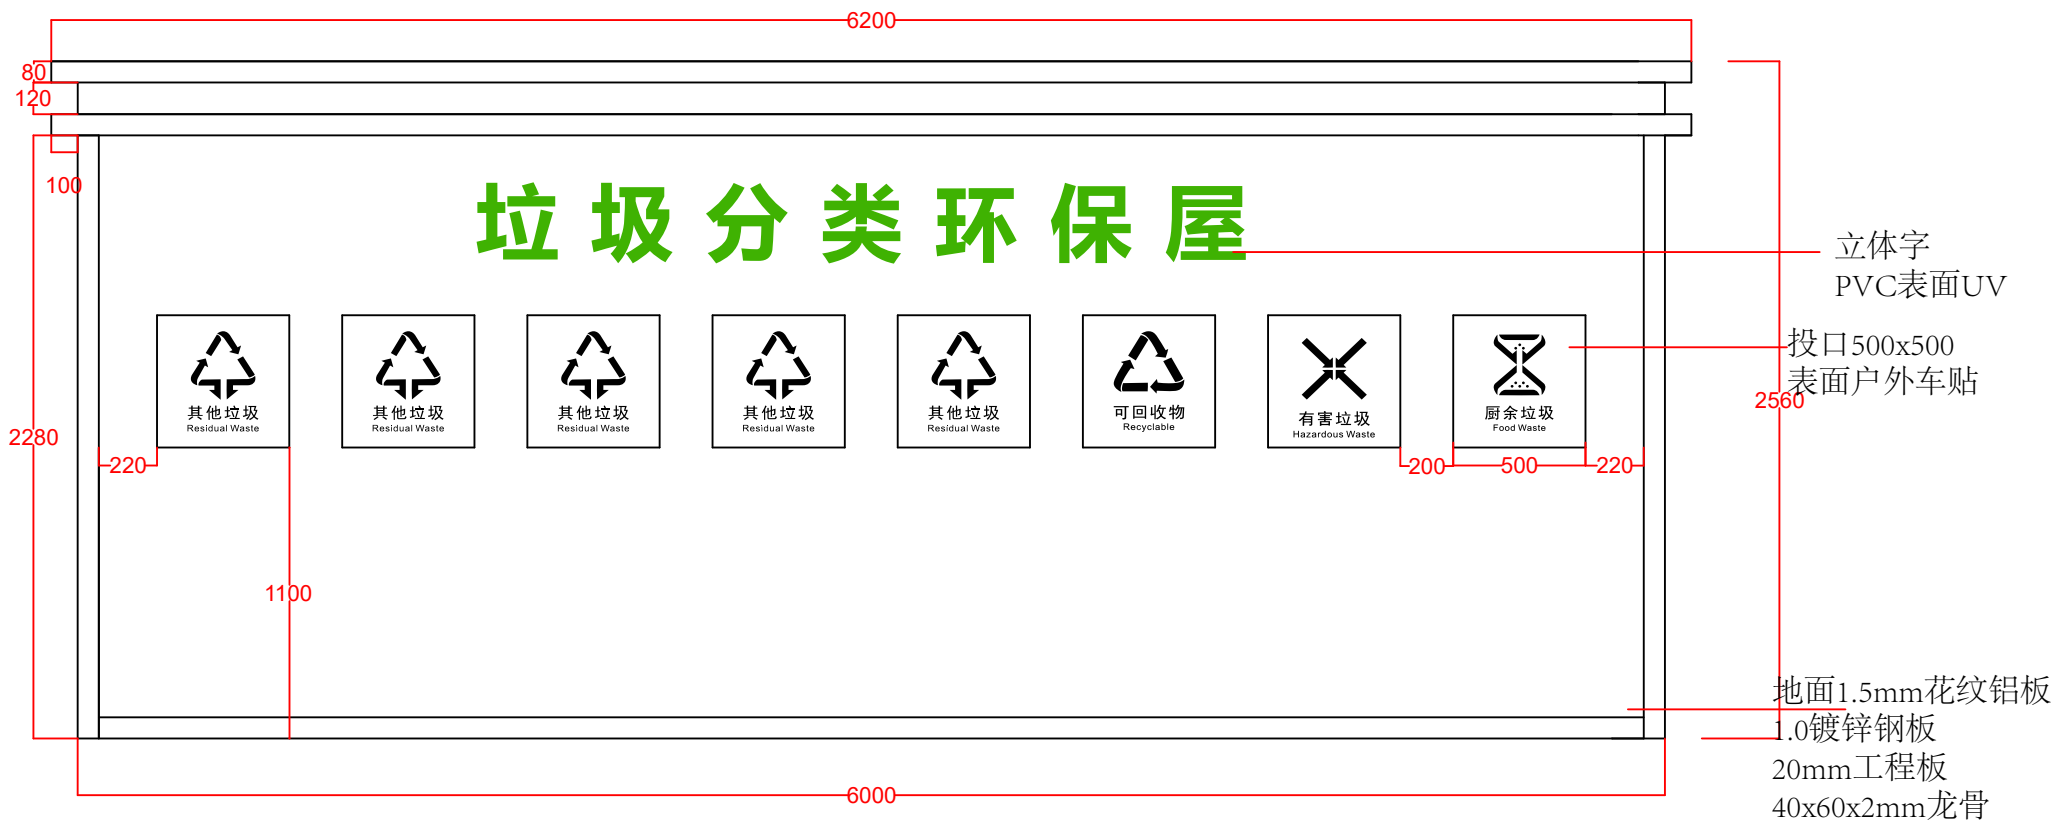 6200
80
120
100
垃圾分类环保屋
立体字
PVC表面UV
投口500x500
表面户外车贴
2560
其他垃圾
Residual Waste
其他垃圾
Residual Waste
其他垃圾
Residual Waste
其他垃圾
Residual Waste
其他垃圾
Residual Waste
可回收物
Recyclable
有害垃圾
Hazardous Waste
厨余垃圾
Food Waste
2280
220
200
500
220
1100
地面1.5mm花纹铝板
1.0镀锌钢板
20mm工程板
40x60x2mm龙骨
6000